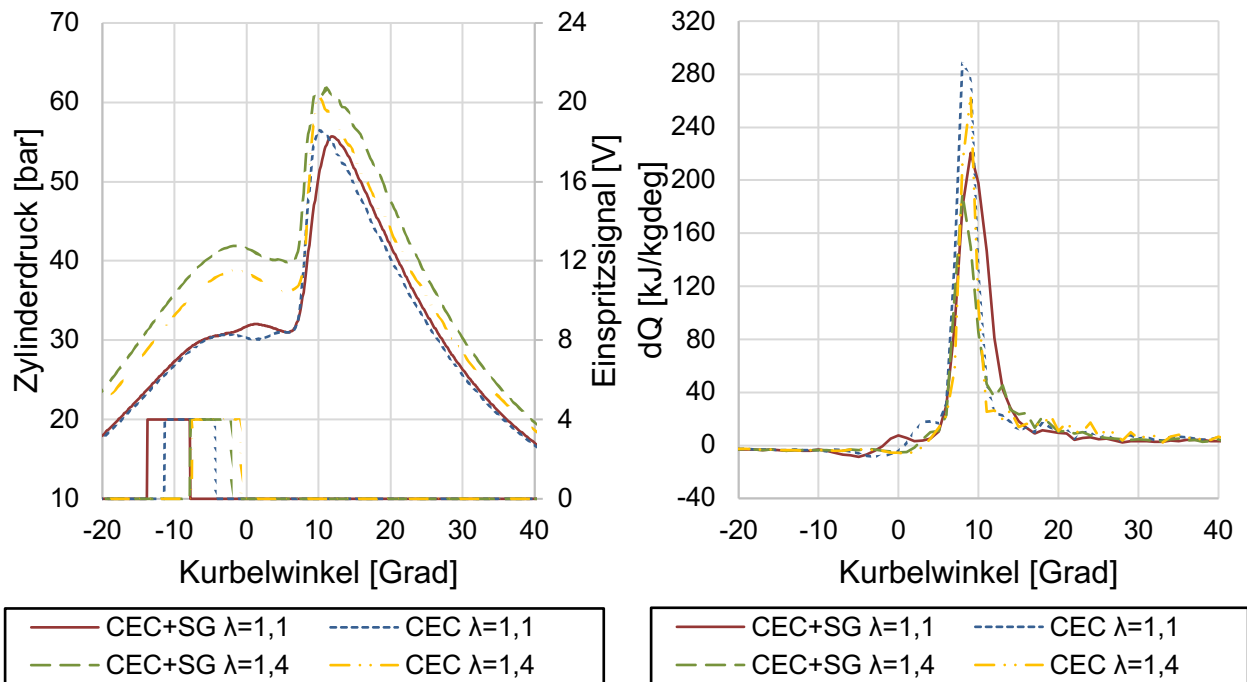 Zylinderdruck [bar]
70
60
50
40
30
20
10
-20 -10 0 10 20 30 40
Kurbelwinkel [Grad]
24
20
16
12
8
4
0
Einspritzsignal [V]
CEC+SG λ=1,1 CEC λ=1,1
CEC+SG λ=1,4 CEC λ=1,4
dQ [kJ/kgdeg]
320
280
240
200
160
120
80
40
0
-40
-20 -10 0 10 20 30 40
Kurbelwinkel [Grad]
CEC+SG λ=1,1 CEC λ=1,1
CEC+SG λ=1,4 CEC λ=1,4